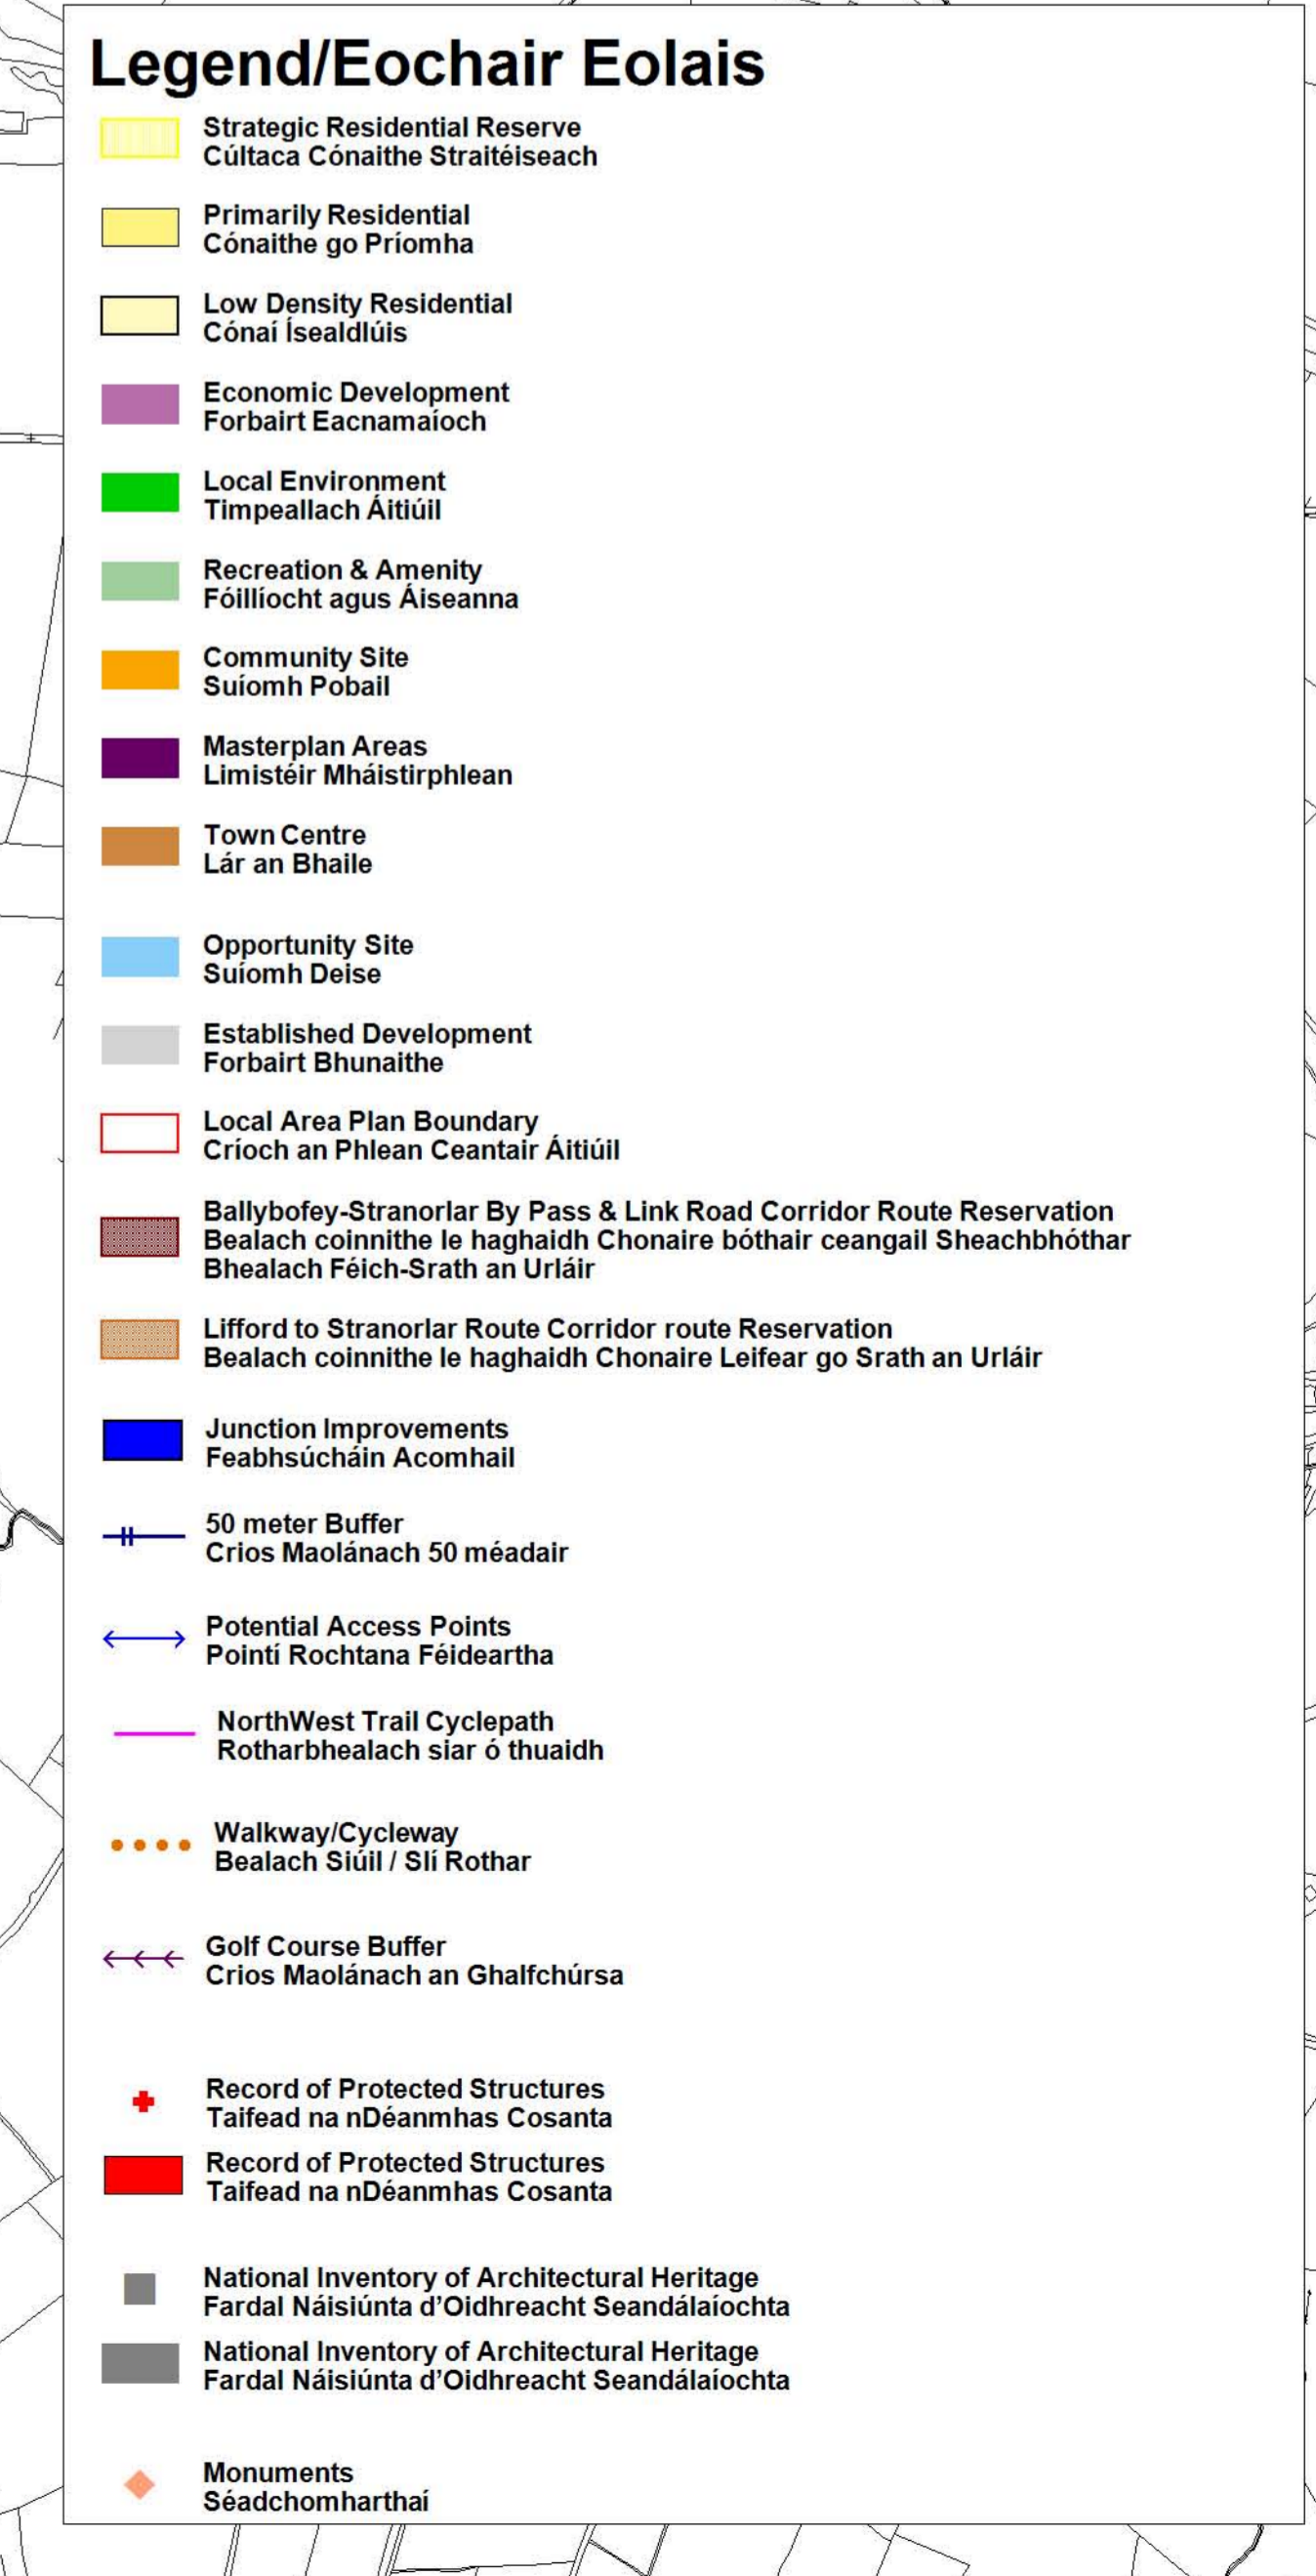 Legend/Eochair Eolais
Strategic Residential Reserve
Cúltaca Cónaithe Straitéiseach
Primarily Residential
Cónaithe go Príomha
Low Density Residential
Cónaí Ísealdlúis
Economic Development
Forbairt Eacnamaíoch
Local Environment
Timpeallach Áitiúil
Recreation & Amenity
Fóillíocht agus Áiseanna
Community Site
Suíomh Pobail
Masterplan Areas
Limistéir Mháistirphlean
Town Centre
Lár an Bhaile
Opportunity Site
Suíomh Deise
Established Development
Forbairt Bhunaithe
Local Area Plan Boundary
Críoch an Phlean Ceantair Áitiúil
Ballybofey-Stranorlar By Pass & Link Road Corridor Route Reservation
Bealach coinnithe le haghaidh Chonaire bóthair ceangail Sheachbhóthar
Bhealach Féich-Srath an Urláir
Lifford to Stranorlar Route Corridor route Reservation
Bealach coinnithe le haghaidh Chonaire Leifear go Srath an Urláir
Junction Improvements
Feabhsúcháin Acomhail
50 meter Buffer
Crios Maolánach 50 méadair
Potential Access Points
Pointí Rochtana Féideartha
NorthWest Trail Cyclepath
Rotharbhealach siar ó thuaidh
Walkway/Cycleway
Bealach Siúil / Slí Rothar
Golf Course Buffer
Crios Maolánach an Ghalfchúrsa
Record of Protected Structures
Taifead na nDéanmhas Cosanta
Record of Protected Structures
Taifead na nDéanmhas Cosanta
National Inventory of Architectural Heritage
Fardal Náisiúnta d'Oidhreacht Seandálaíochta
National Inventory of Architectural Heritage
Fardal Náisiúnta d'Oidhreacht Seandálaíochta
Monuments
Séadchomharthaí